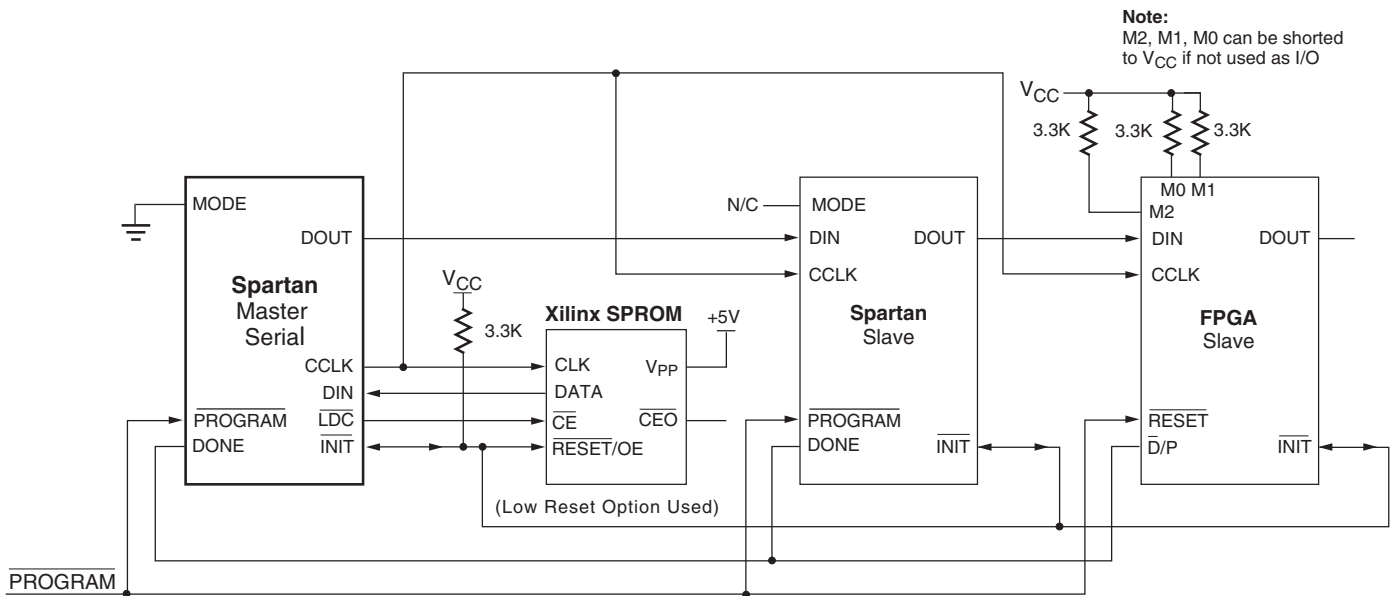 Note:
M2, M1, M0 can be shorted
to VCC if not used as I/O
VCC
3.3K
3.3K
3.3K
MODE
DOUT
Spartan
Master
Serial
CCLK
DIN
PROGRAM
LDC
DONE
INIT
VCC
3.3K
Xilinx SPROM
+5V
CLK
VPP
DATA
CE
CEO
RESET/OE
(Low Reset Option Used)
N/C
MODE
DIN
DOUT
CCLK
Spartan
Slave
PROGRAM
DONE
INIT
M0 M1
M2
DIN
DOUT
CCLK
FPGA
Slave
RESET
D/P
INIT
PROGRAM